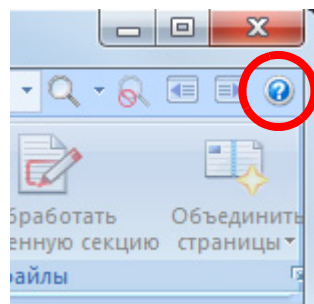 бработать
енную секцию
Объединить
страницы
айлы